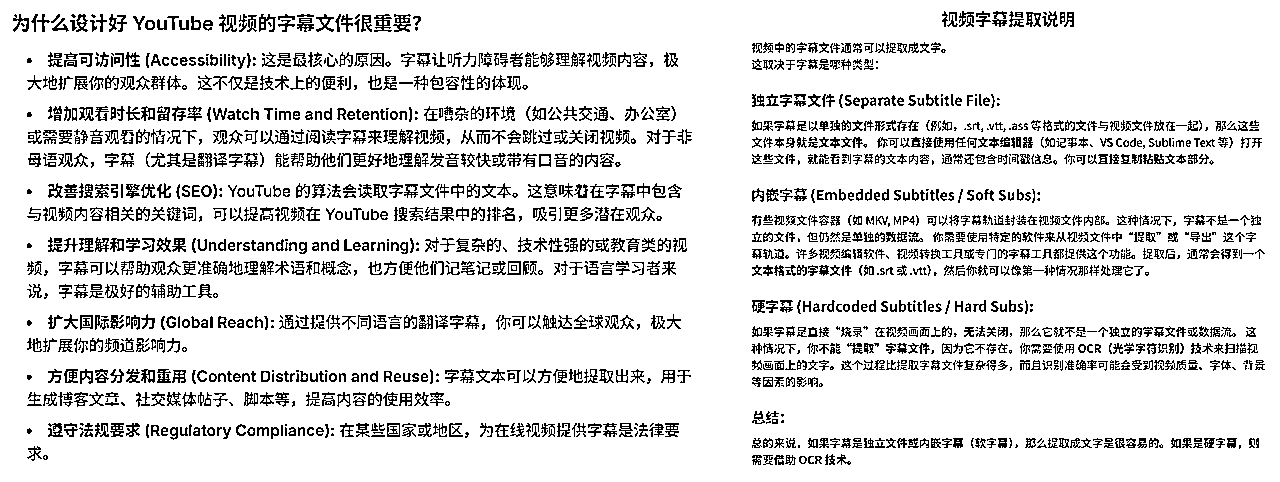 为什么设计好 YouTube 视频的字幕文件很重要?
• 提高可访问性 (Accessibility): 这是最核心的原因。字幕让听力障碍者能够理解视频内容，极
大地扩展你的观众群体。这不仅是技术上的便利，也是一种包容性的体现。
• 增加观看时长和留存率 (Watch Time and Retention): 在嘈杂的环境（如公共交通、办公室）
或需要静音观看的情况下，观众可以通过阅读字幕来理解视频，从而不会跳过或关闭视频。对于非
母语观众，字幕（尤其是翻译字幕）能帮助他们更好地理解发音较快或带有口音的内容。
• 改善搜索引擎优化 (SEO): YouTube 的算法会读取字幕文件中的文本。这意味着在字幕中包含
与视频内容相关的关键词，可以提高视频在 YouTube 搜索结果中的排名，吸引更多潜在观众。
• 提升理解和学习效果 (Understanding and Learning): 对于复杂的、技术性强的或教育类的视
频，字幕可以帮助观众更准确地理解术语和概念，也方便他们记笔记或回顾。对于语言学习者来
说，字幕是极好的辅助工具。
• 扩大国际影响力 (Global Reach): 通过提供不同语言的翻译字幕，你可以触达全球观众，极大
地扩展你的频道影响力。
• 方便内容分发和重用 (Content Distribution and Reuse): 字幕文本可以方便地提取出来，用于
生成博客文章、社交媒体帖子、脚本等，提高内容的使用效率。
• 遵守法规要求 (Regulatory Compliance): 在某些国家或地区，为在线视频提供字幕是法律要
求。
视频字幕提取说明
视频中的字幕文件通常可以提取成文字。
这取决于字幕是哪种类型：
独立字幕文件 (Separate Subtitle File):
如果字幕是以单独的文件形式存在（例如，.srt, .vtt, .ass 等格式的文件与视频文件放在一起），那么这些
文件本身就是文本文件。 你可以直接使用任何文本编辑器（如记事本、VS Code, Sublime Text 等）打开
这些文件，就能看到字幕的文本内容，通常还包含时间戳信息。你可以直接复制粘贴文本部分。
内嵌字幕 (Embedded Subtitles / Soft Subs):
有些视频文件容器（如 MKV, MP4）可以将字幕轨道封装在视频文件内部。这种情况下，字幕不是一个独
立的文件，但仍然是单独的数据流。 你需要使用特定的软件来从视频文件中“提取”或“导出”这个字
幕轨道。许多视频编辑软件、视频转换工具或专门的字幕工具都提供这个功能。提取后，通常会得到一个
文本格式的字幕文件（如 .srt 或 .vtt），然后你就可以像第一种情况那样处理它了。
硬字幕 (Hardcoded Subtitles / Hard Subs):
如果字幕是直接“烧录”在视频画面上的，无法关闭，那么它就不是一个独立的字幕文件或数据流。 这
种情况下，你不能“提取”字幕文件，因为它不存在。你需要使用 OCR（光学字符识别）技术来扫描视
频画面上的文字。这个过程比提取字幕文件复杂得多，而且识别准确率可能会受到视频质量、字体、背景
等因素的影响。
总结：
总的来说，如果字幕是独立文件或内嵌字幕（软字幕），那么提取成文字是很容易的。如果是硬字幕，则
需要借助 OCR 技术。